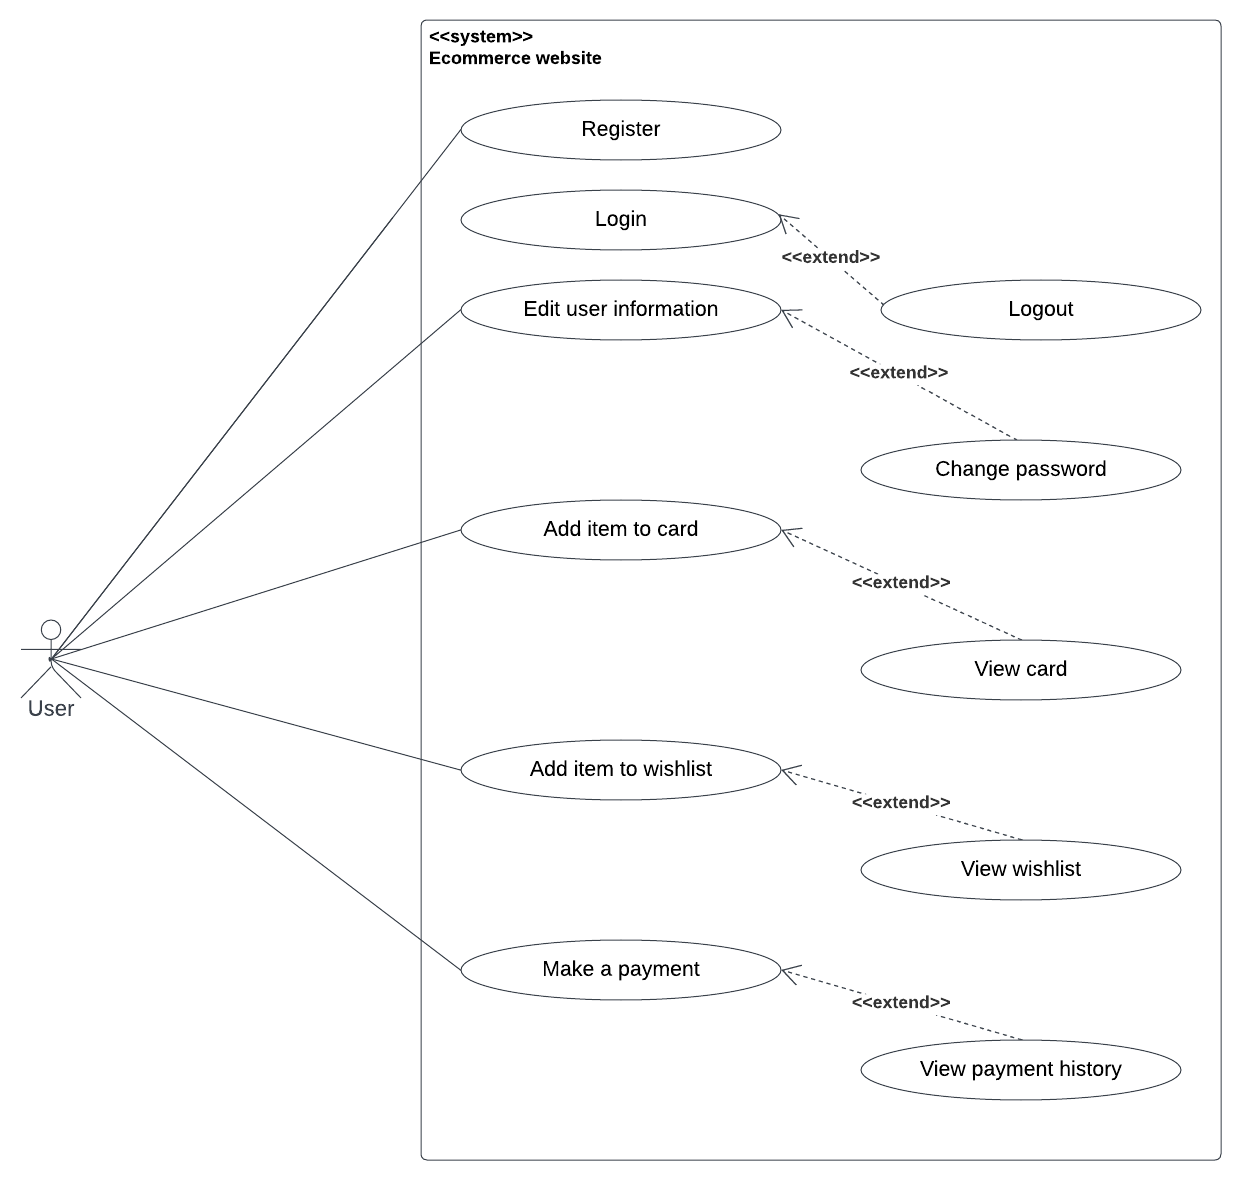 <<system>>
Ecommerce website
Register
Login
<<extend>>
Edit user information
Logout
<<extend>>
Change password
Add item to card
<<extend>>
View card
User
Add item to wishlist
<<extend>>
View wishlist
Make a payment
<<extend>>
View payment history